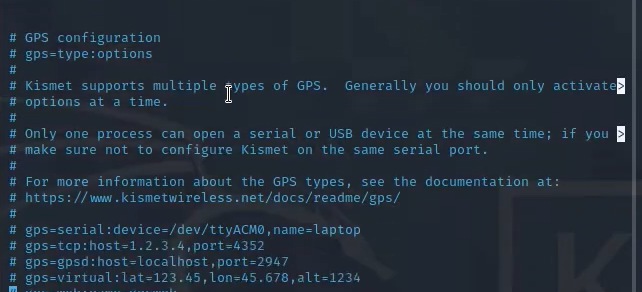 # GPS configuration
# gps=type:options
#
# Kismet supports multiple types of GPS.  Generally you should only activate>
# options at a time.
#
# Only one process can open a serial or USB device at the same time; if you >
# make sure not to configure Kismet on the same serial port.
#
# For more information about the GPS types, see the documentation at:
# https://www.kismetwireless.net/docs/readme/gps/
#
# gps=serial:device=/dev/ttyACM0,name=laptop
# gps=tcp:host=1.2.3.4,port=4352
# gps=gpsd:host=localhost,port=2947
# gps=virtual:lat=123.45,lon=45.678,alt=1234